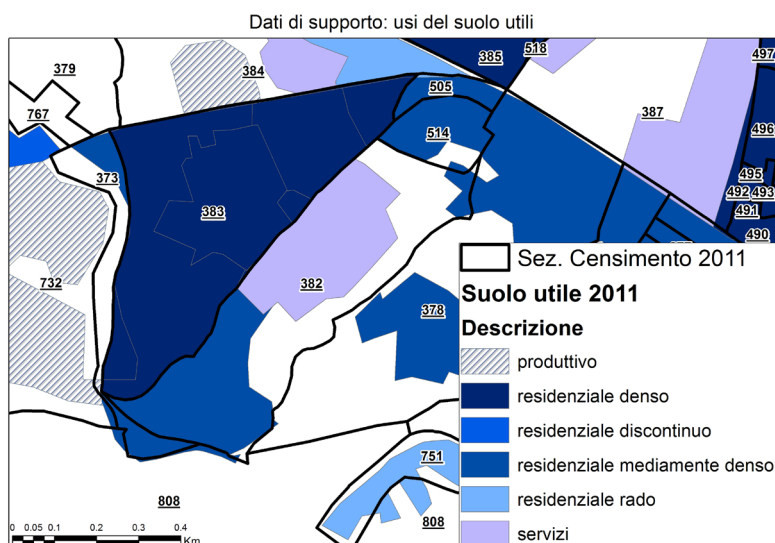 Dati di supporto: usi del suolo utili
379
384
385
518
497
767
505
387
496
514
373
495
492
493
491
383
490
732
382
378
751
808
808
0 0.05 0.1 0.2 0.3 0.4
Km
Sez. Censimento 2011
Suolo utile 2011
Descrizione
produttivo
residenziale denso
residenziale discontinuo
residenziale mediamente denso
residenziale rado
servizi